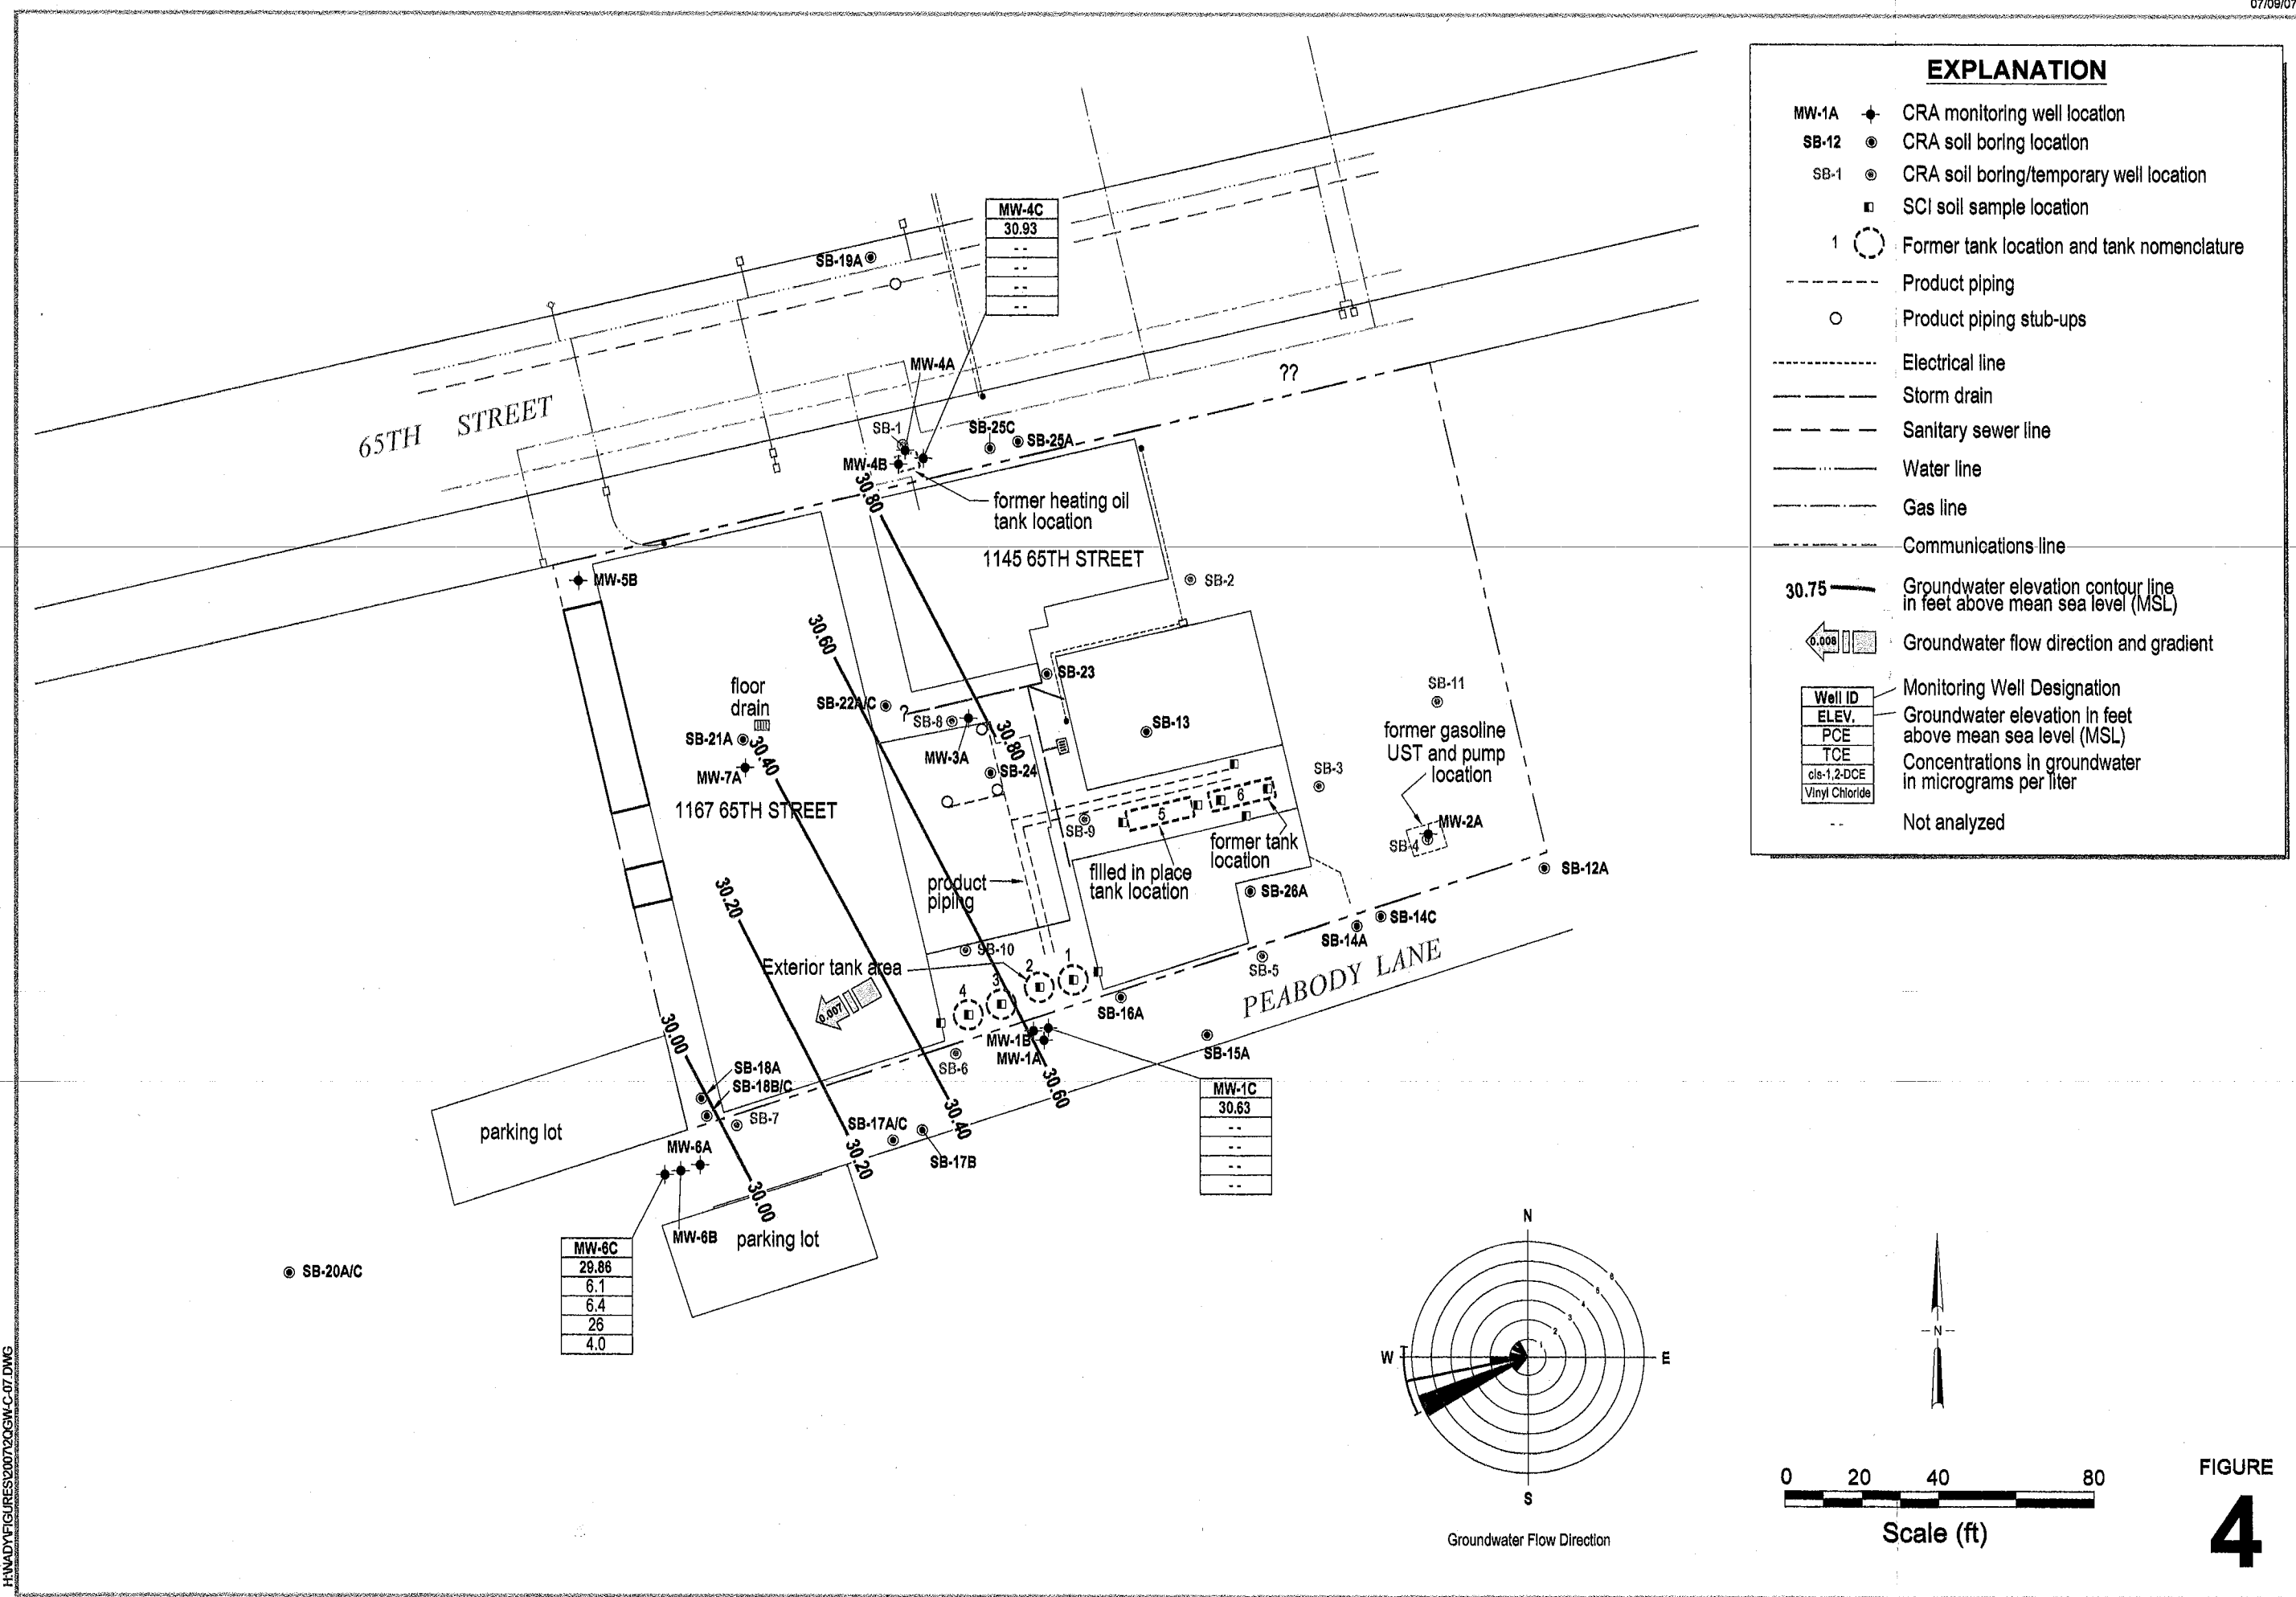 07/09/07
EXPLANATION
MW-1A CRA monitoring well location
SB-12 CRA soil boring location
SB-1 CRA soil boring/temporary well location
SCI soil sample location
1 Former tank location and tank nomenclature
Product piping
Product piping stub-ups
Electrical line
Storm drain
Sanitary sewer line
Water line
Gas line
Communications line
30.75 Groundwater elevation contour line
in feet above mean sea level (MSL)
0.008 Groundwater flow direction and gradient
Well ID
ELEV.
PCE
TCE
cis-1,2-DCE
Vinyl Chloride
Monitoring Well Designation
Groundwater elevation in feet
above mean sea level (MSL)
Concentrations in groundwater
in micrograms per liter
-- Not analyzed
MW-4C
30.93
--
--
--
--
SB-19A
65TH STREET
MW-4A
??
SB-1
SB-25C
SB-25A
MW-4B
30.80
former heating oil
tank location
1145 65TH STREET
MW-5B
SB-2
30.60
SB-23
floor
drain
SB-22A/C
?
SB-8
SB-11
SB-13
SB-21A
30.40
MW-3A
30.80
former gasoline
UST and pump
location
MW-7A
SB-24
SB-3
1167 65TH STREET
5
6
SB-9
MW-2A
SB-4
former tank
location
filled in place
tank location
product
piping
30.20
SB-26A
SB-12A
SB-14C
SB-14A
SB-10
SB-5
Exterior tank area
1
2
3
4
PEABODY LANE
0.007
SB-16A
30.00
MW-1B
MW-1A
SB-15A
SB-6
SB-18A
SB-18B/C
30.60
MW-1C
30.63
--
--
--
--
SB-7
SB-17A/C
30.40
parking lot
MW-6A
30.20
SB-17B
30.00
MW-6B
parking lot
MW-6C
29.86
6.1
6.4
26
4.0
SB-20A/C
N
W
E
S
1
2
3
4
5
6
Groundwater Flow Direction
N
0 20 40 80
Scale (ft)
FIGURE
4
H:\NADY\FIGURES\2007\2QGW-C-07.DWG